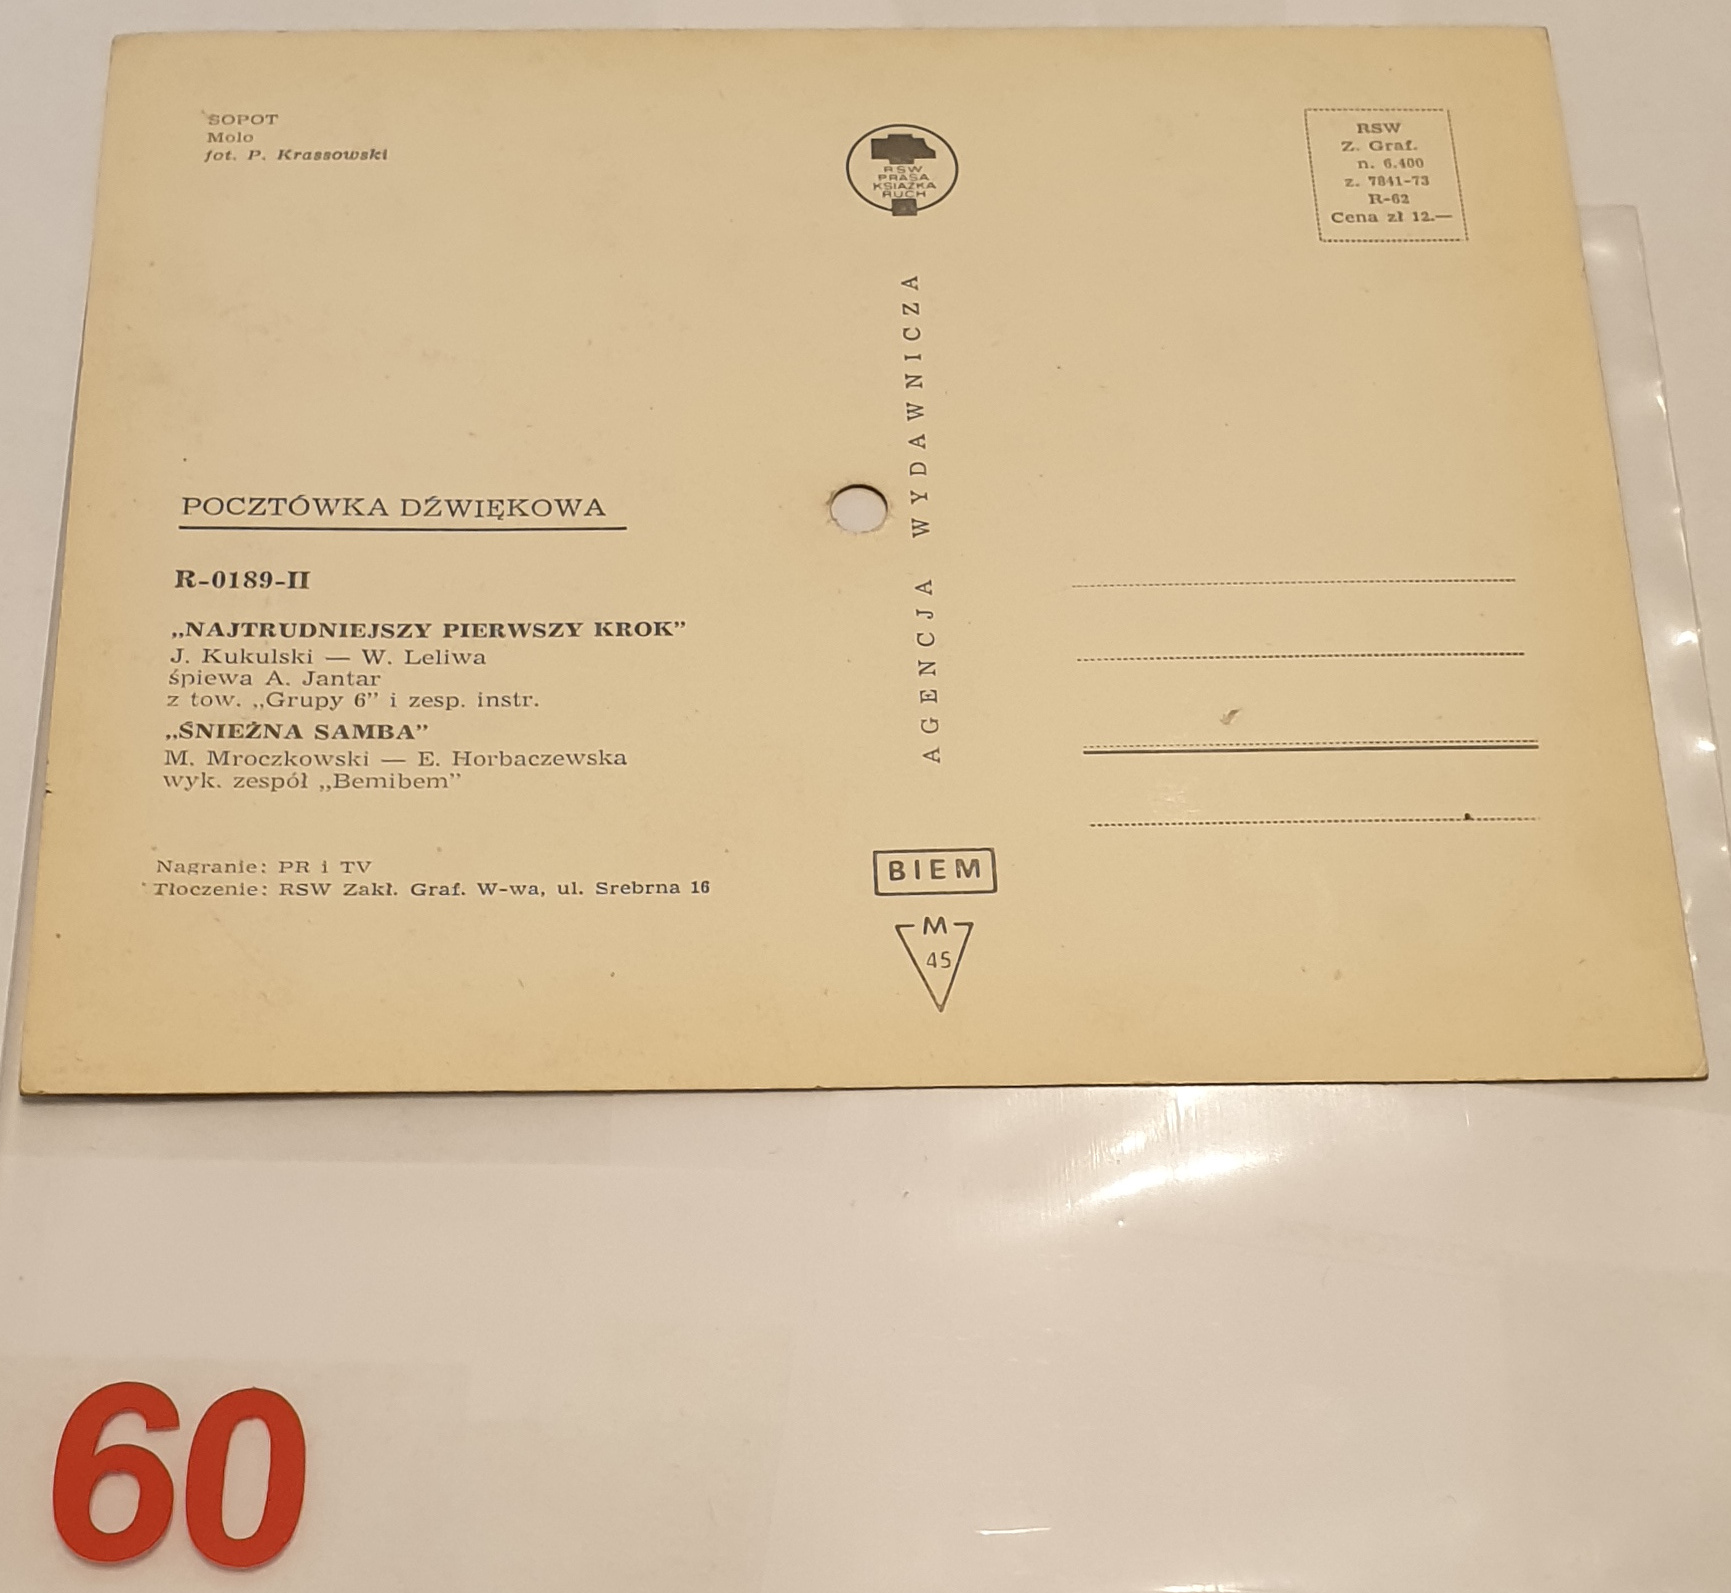 SOPOT
Molo
fot. P. Krassowski
RSW
PRASA
KSIĄŻKA
RUCH
RSW
Z. Graf.
n. 6.400
z. 7841-73
R-62
Cena zł 12.—
AGENCJA WYDAWNICZA
POCZTÓWKA DŹWIĘKOWA
R-0189-II
„NAJTRUDNIEJSZY PIERWSZY KROK”
J. Kukulski — W. Leliwa
śpiewa A. Jantar
z tow. „Grupy 6” i zesp. instr.
„ŚNIEŻNA SAMBA”
M. Mroczkowski — E. Horbaczewska
wyk. zespół „Bemibem”
Nagranie: PR i TV
Tłoczenie: RSW Zakł. Graf. W-wa, ul. Srebrna 16
BIEM
M
45
60